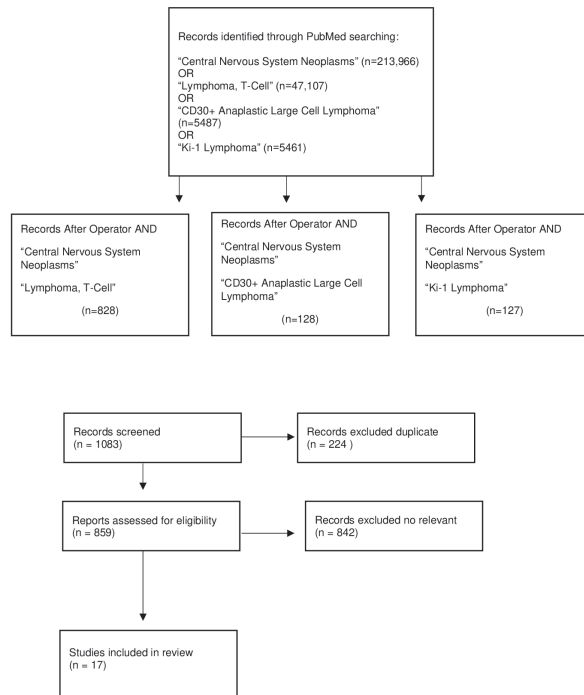 Records identified through PubMed searching:
“Central Nervous System Neoplasms” (n=213,966)
OR
“Lymphoma, T-Cell” (n=47,107)
OR
“CD30+ Anaplastic Large Cell Lymphoma”
(n=5487)
OR
“Ki-1 Lymphoma” (n=5461)
Records After Operator AND
“Central Nervous System
Neoplasms”
“Lymphoma, T-Cell”
(n=828)
Records After Operator AND
“Central Nervous System
Neoplasms”
“CD30+ Anaplastic Large Cell
Lymphoma”
(n=128)
Records After Operator AND
“Central Nervous System
Neoplasms”
“Ki-1 Lymphoma”
(n=127)
Records screened
(n = 1083)
Records excluded duplicate
(n = 224 )
Reports assessed for eligibility
(n = 859)
Records excluded no relevant
(n = 842)
Studies included in review
(n = 17)